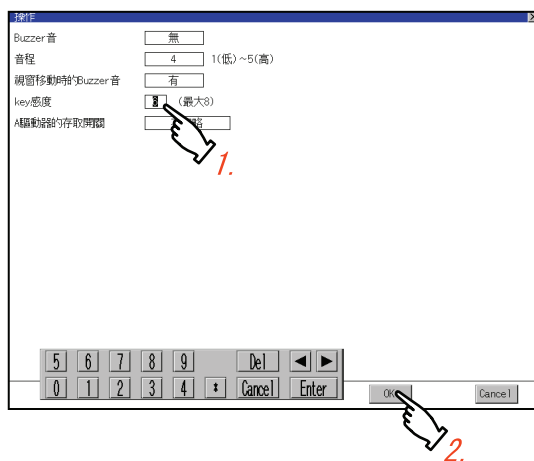 操作
Buzzer音 無
音程 4 1(低)~5(高)
視窗移動時的Buzzer音 有
key感度 8 (最大8)
A驅動器的存取開關
1.
5 6 7 8 9 Del ◀ ▶
0 1 2 3 4 * Cancel Enter
OK Cancel
2.